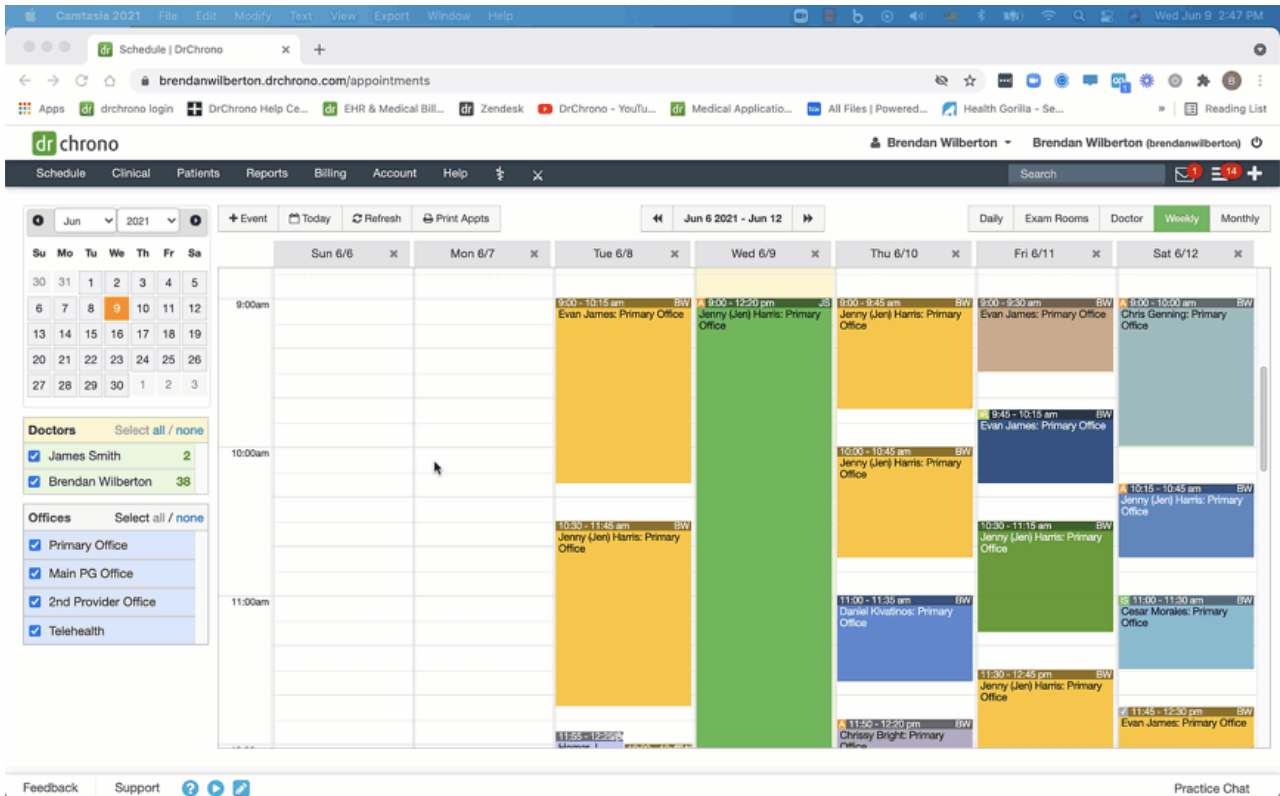 Camtasia 2021 File Edit Modify Text View Export Window Help Wed Jun 9 2:47 PM
dr Schedule | DrChrono
brendanwilberton.drchrono.com/appointments B
Apps drchrono login DrChrono Help Ce... EHR & Medical Bill... Zendesk DrChrono - YouTu... Medical Applicatio... All Files | Powered... Health Gorilla - Se... » Reading List
dr chrono Brendan Wilberton Brendan Wilberton (brendanwilberton)
Schedule Clinical Patients Reports Billing Account Help Search 1 14
Jun 2021 + Event Today Refresh Print Appts Jun 6 2021 - Jun 12 Daily Exam Rooms Doctor Weekly Monthly
Su Mo Tu We Th Fr Sa
30 31 1 2 3 4 5
6 7 8 9 10 11 12
13 14 15 16 17 18 19
20 21 22 23 24 25 26
27 28 29 30 1 2 3
Doctors Select all / none
James Smith 2
Brendan Wilberton 38
Offices Select all / none
Primary Office
Main PG Office
2nd Provider Office
Telehealth
Sun 6/6 Mon 6/7 Tue 6/8 Wed 6/9 Thu 6/10 Fri 6/11 Sat 6/12
9:00am
10:00am
11:00am
9:00 - 10:15 am BW
Evan James: Primary Office
10:30 - 11:45 am BW
Jenny (Jen) Harris: Primary
Office
A 9:00 - 12:20 pm JS
Jenny (Jen) Harris: Primary
Office
9:00 - 9:45 am BW
Jenny (Jen) Harris: Primary
Office
10:00 - 10:45 am BW
Jenny (Jen) Harris: Primary
Office
11:00 - 11:35 am BW
Daniel Kivatinos: Primary
Office
A 11:50 - 12:20 pm BW
Chrissy Bright: Primary
Office
9:00 - 9:30 am BW
Evan James: Primary Office
9:45 - 10:15 am BW
Evan James: Primary Office
10:30 - 11:15 am BW
Jenny (Jen) Harris: Primary
Office
11:30 - 12:45 pm BW
Jenny (Jen) Harris: Primary
Office
A 9:00 - 10:00 am BW
Chris Genning: Primary
Office
A 10:15 - 10:45 am BW
Jenny (Jen) Harris: Primary
Office
IS 11:00 - 11:30 am BW
Cesar Morales: Primary
Office
11:45 - 12:30 pm BW
Evan James: Primary Office
Feedback Support Practice Chat